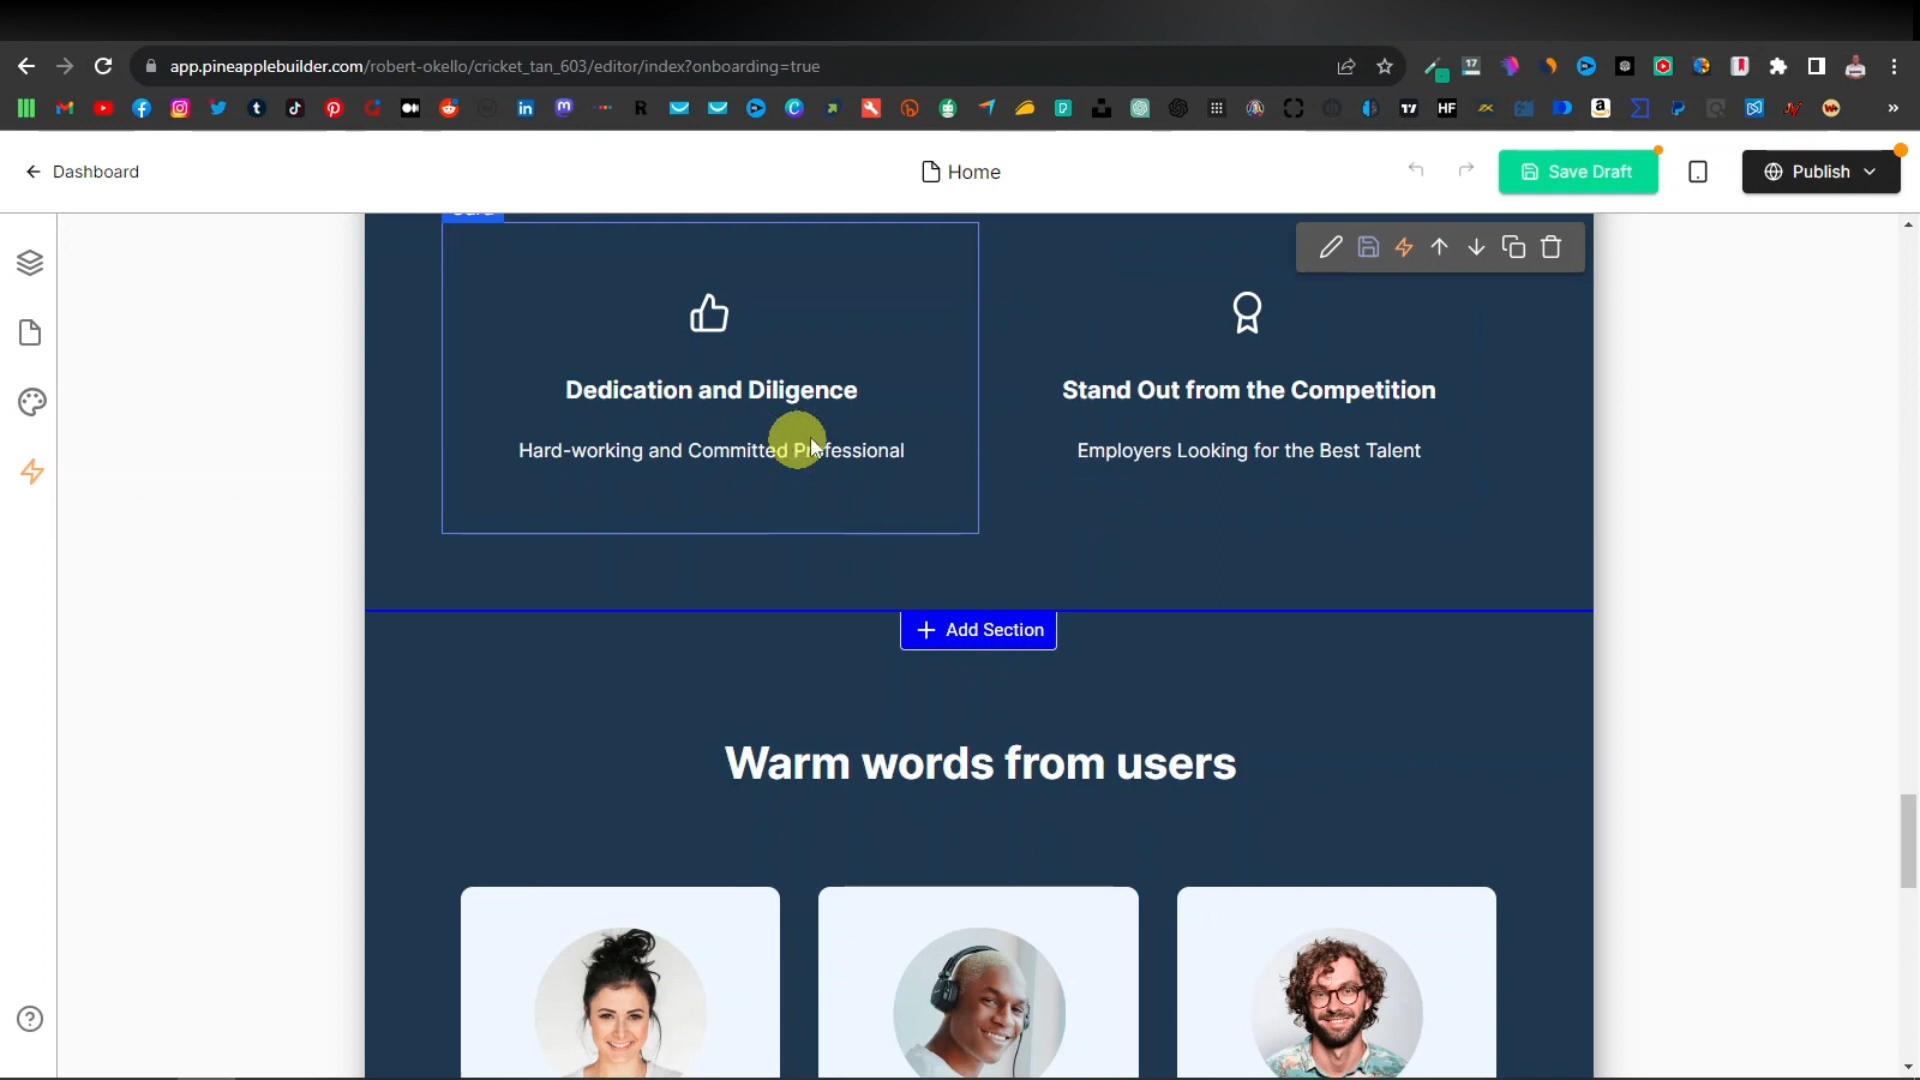 app.pineapplebuilder.com/robert-okello/cricket_tan_603/editor/index?onboarding=true
17
HF
Dashboard
Home
Save Draft
Publish
Dedication and Diligence
Stand Out from the Competition
Hard-working and Committed Professional
Employers Looking for the Best Talent
Add Section
Warm words from users